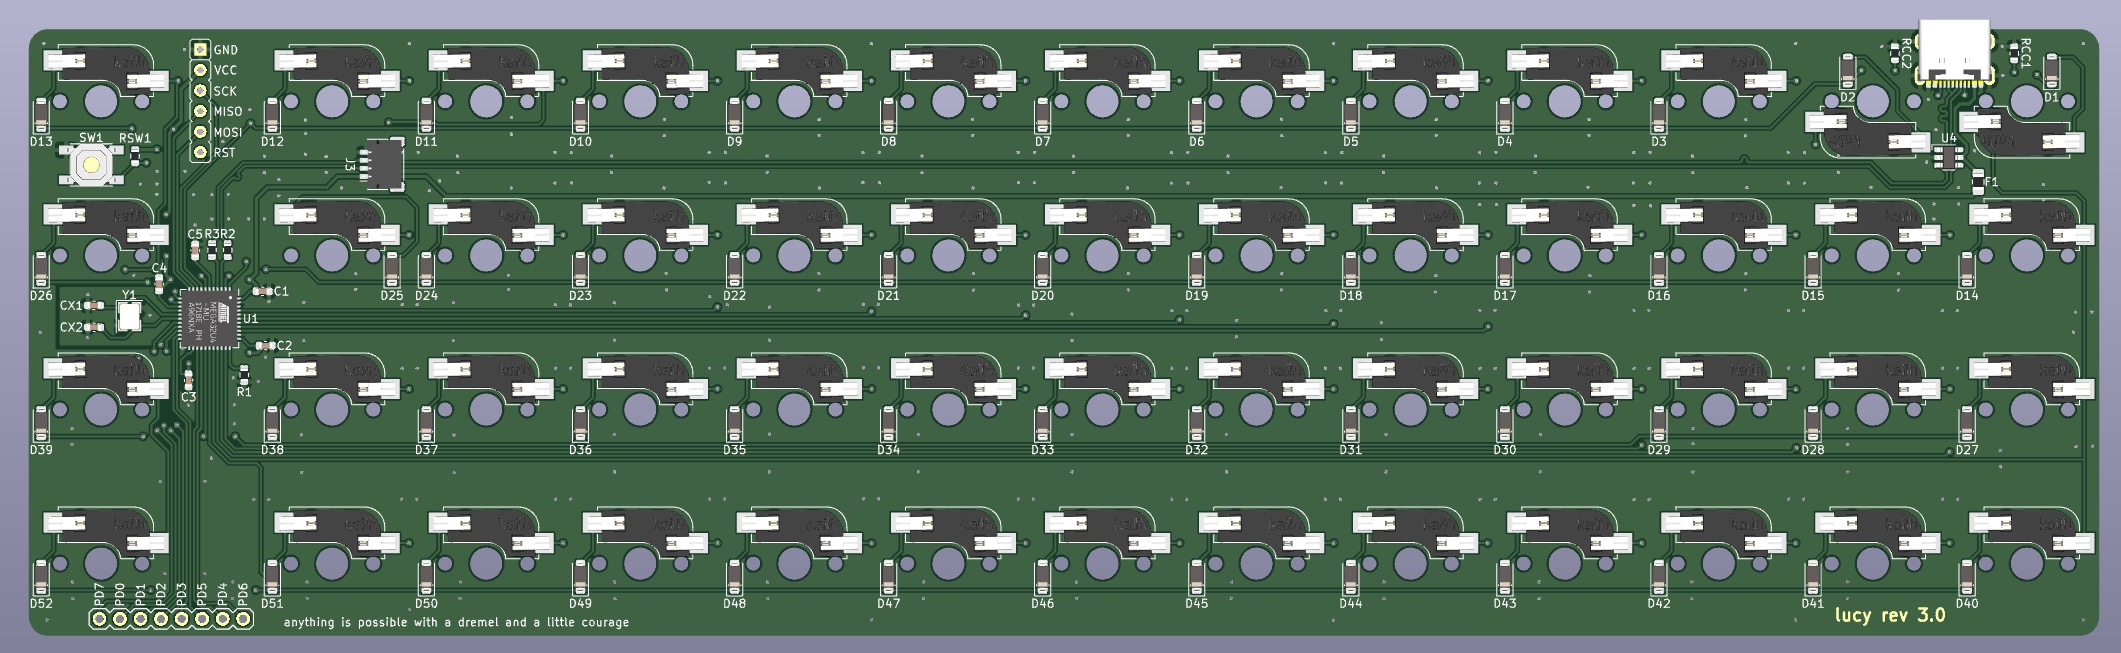 GND
VCC
SCK
MISO
MOSI
RST
RCC2
RCC1
D13
D12
D11
D10
D9
D8
D7
D6
D5
D4
D3
D2
D1
SW1
RSW1
J3
U4
F1
C5
R3
R2
C4
D26
D25
D24
D23
D22
D21
D20
D19
D18
D17
D16
D15
D14
C1
CX1
Y1
CX2
U1
MEGA32U4
-MU
1718E PH
A96NXA
C2
C3
R1
D39
D38
D37
D36
D35
D34
D33
D32
D31
D30
D29
D28
D27
D52
D51
D50
D49
D48
D47
D46
D45
D44
D43
D42
D41
D40
PD7
PD0
PD1
PD2
PD3
PD5
PD4
PD6
anything is possible with a dremel and a little courage
lucy rev 3.0